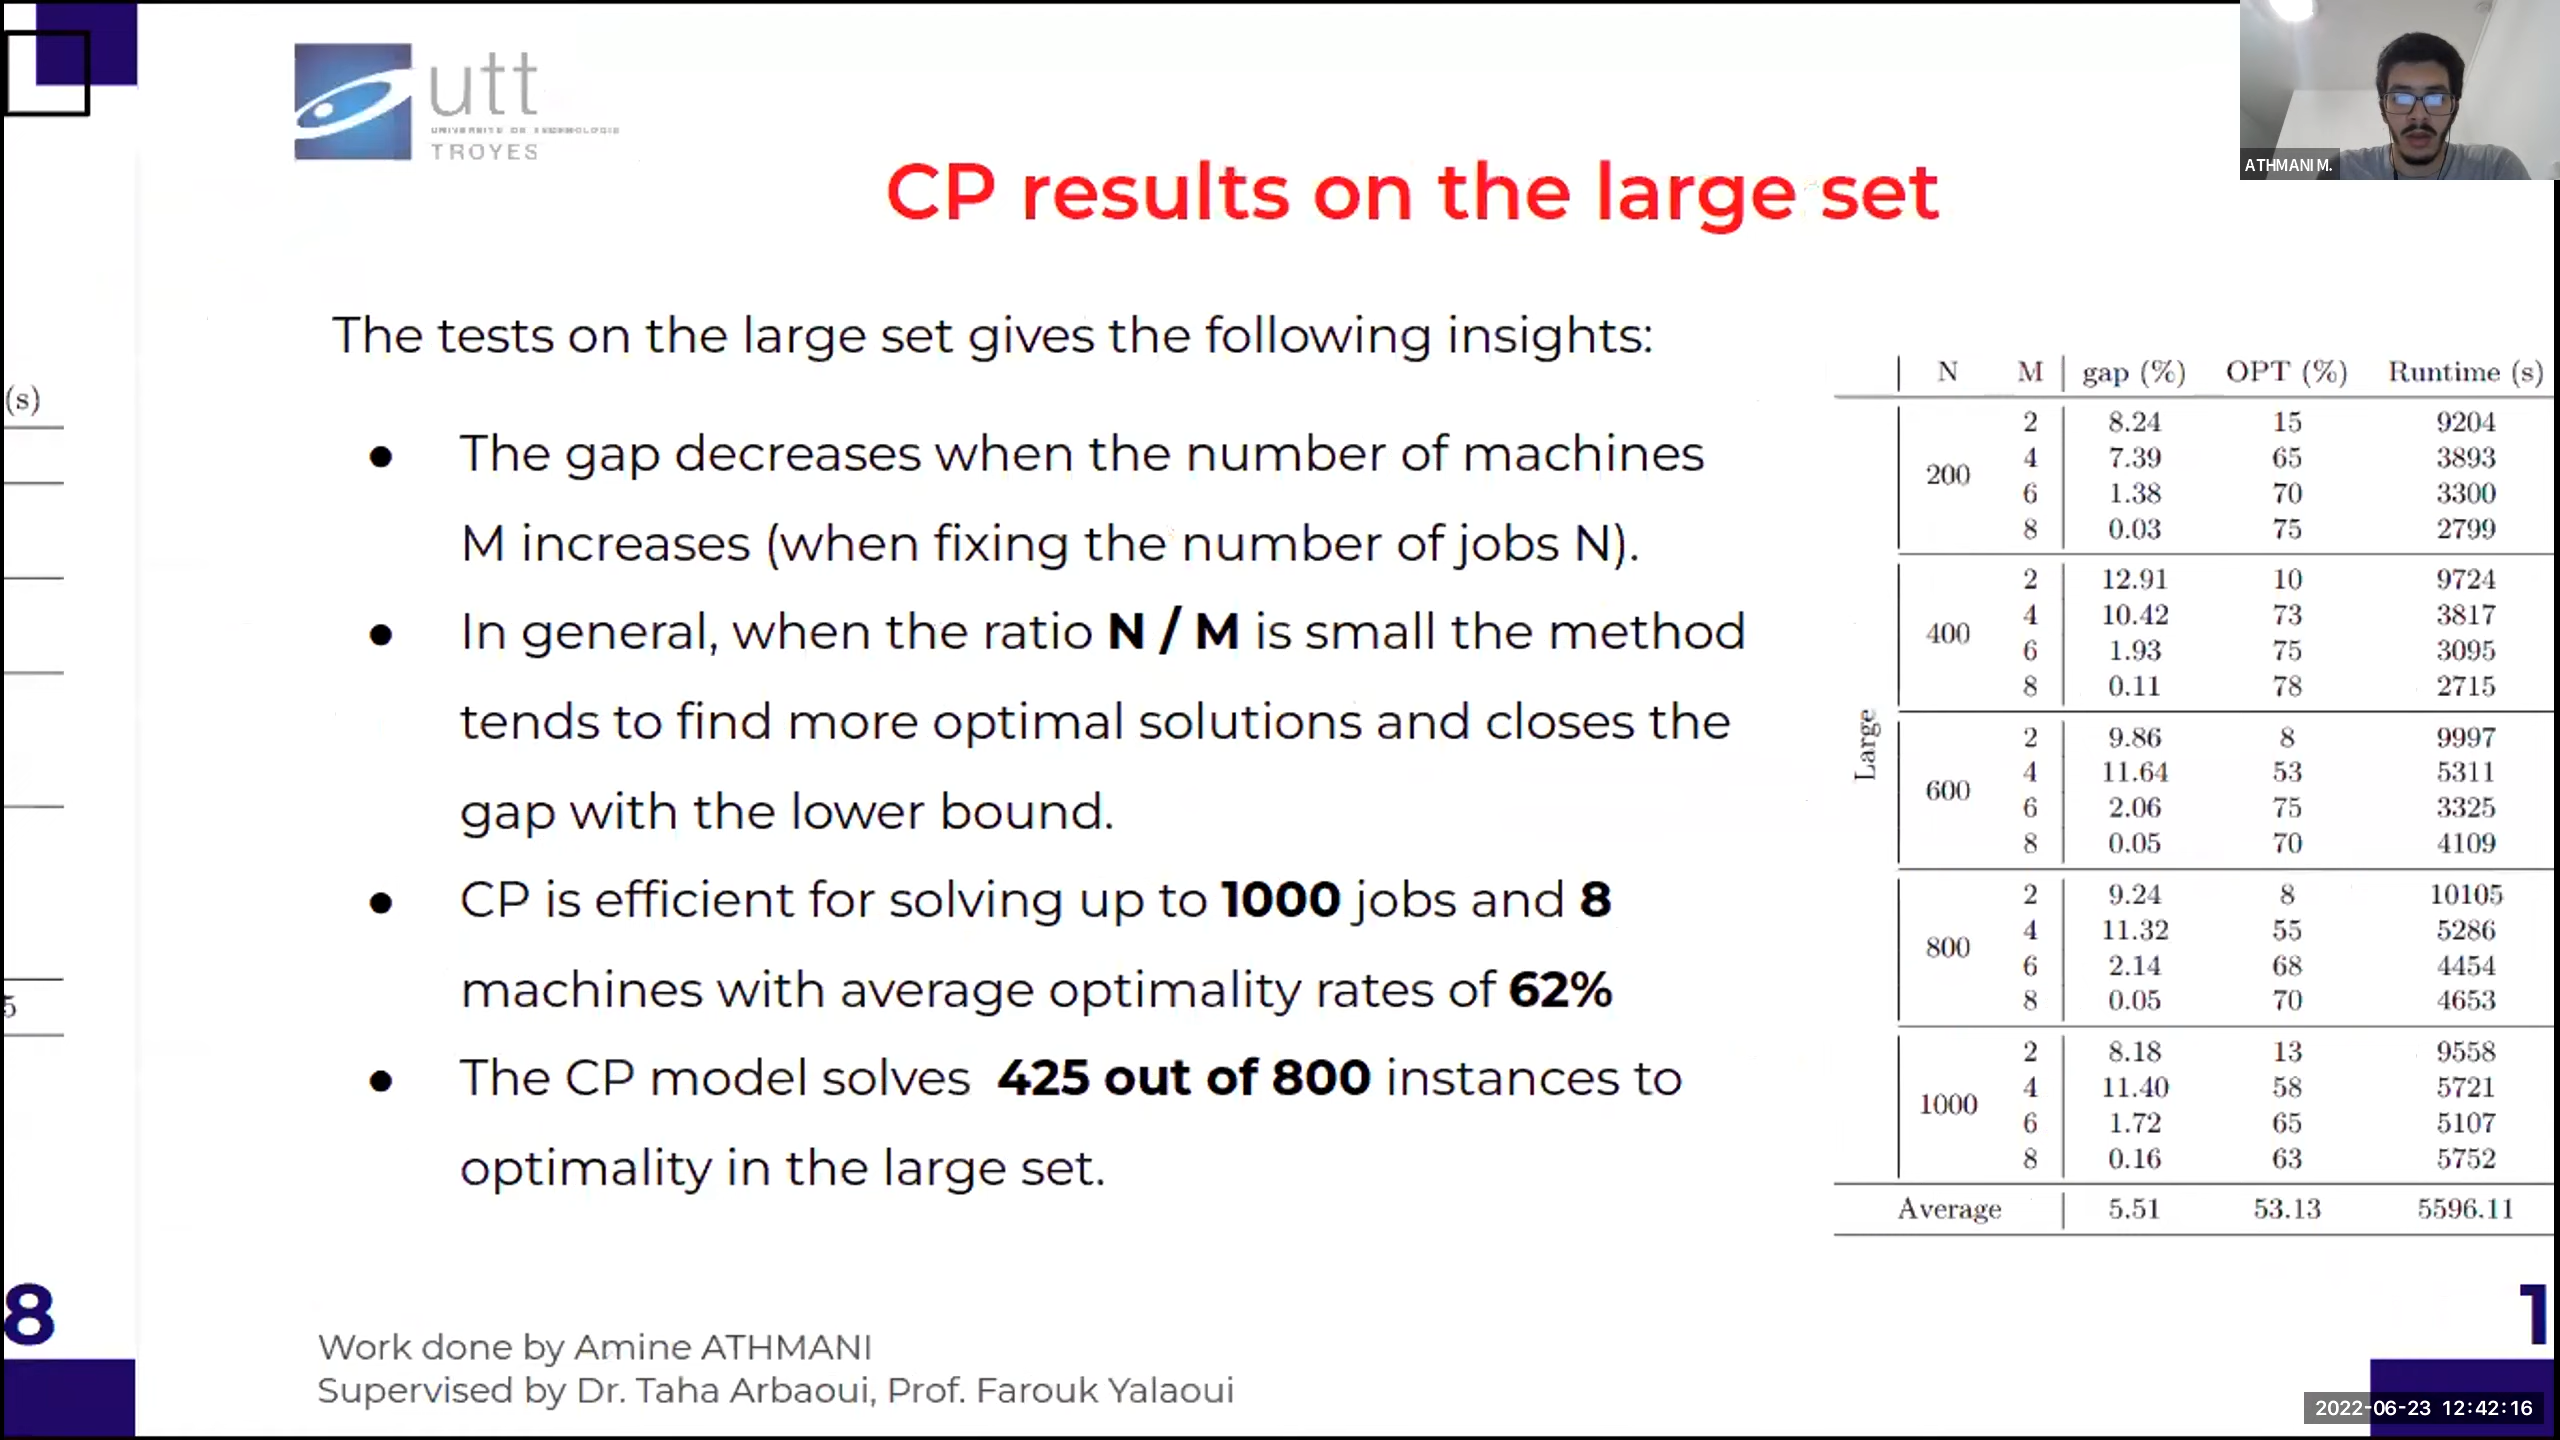 utt
UNIVERSITÉ DE TECHNOLOGIE
TROYES
ATHMANI M.
CP results on the large set
(s)
5
8
The tests on the large set gives the following insights:
● The gap decreases when the number of machines
M increases (when fixing the number of jobs N).
● In general, when the ratio N / M is small the method
tends to find more optimal solutions and closes the
gap with the lower bound.
● CP is efficient for solving up to 1000 jobs and 8
machines with average optimality rates of 62%
● The CP model solves 425 out of 800 instances to
optimality in the large set.
N M gap (%) OPT (%) Runtime (s)
Large
200
2 8.24 15 9204
4 7.39 65 3893
6 1.38 70 3300
8 0.03 75 2799
400
2 12.91 10 9724
4 10.42 73 3817
6 1.93 75 3095
8 0.11 78 2715
600
2 9.86 8 9997
4 11.64 53 5311
6 2.06 75 3325
8 0.05 70 4109
800
2 9.24 8 10105
4 11.32 55 5286
6 2.14 68 4454
8 0.05 70 4653
1000
2 8.18 13 9558
4 11.40 58 5721
6 1.72 65 5107
8 0.16 63 5752
Average 5.51 53.13 5596.11
Work done by Amine ATHMANI
Supervised by Dr. Taha Arbaoui, Prof. Farouk Yalaoui
1
2022-06-23 12:42:16